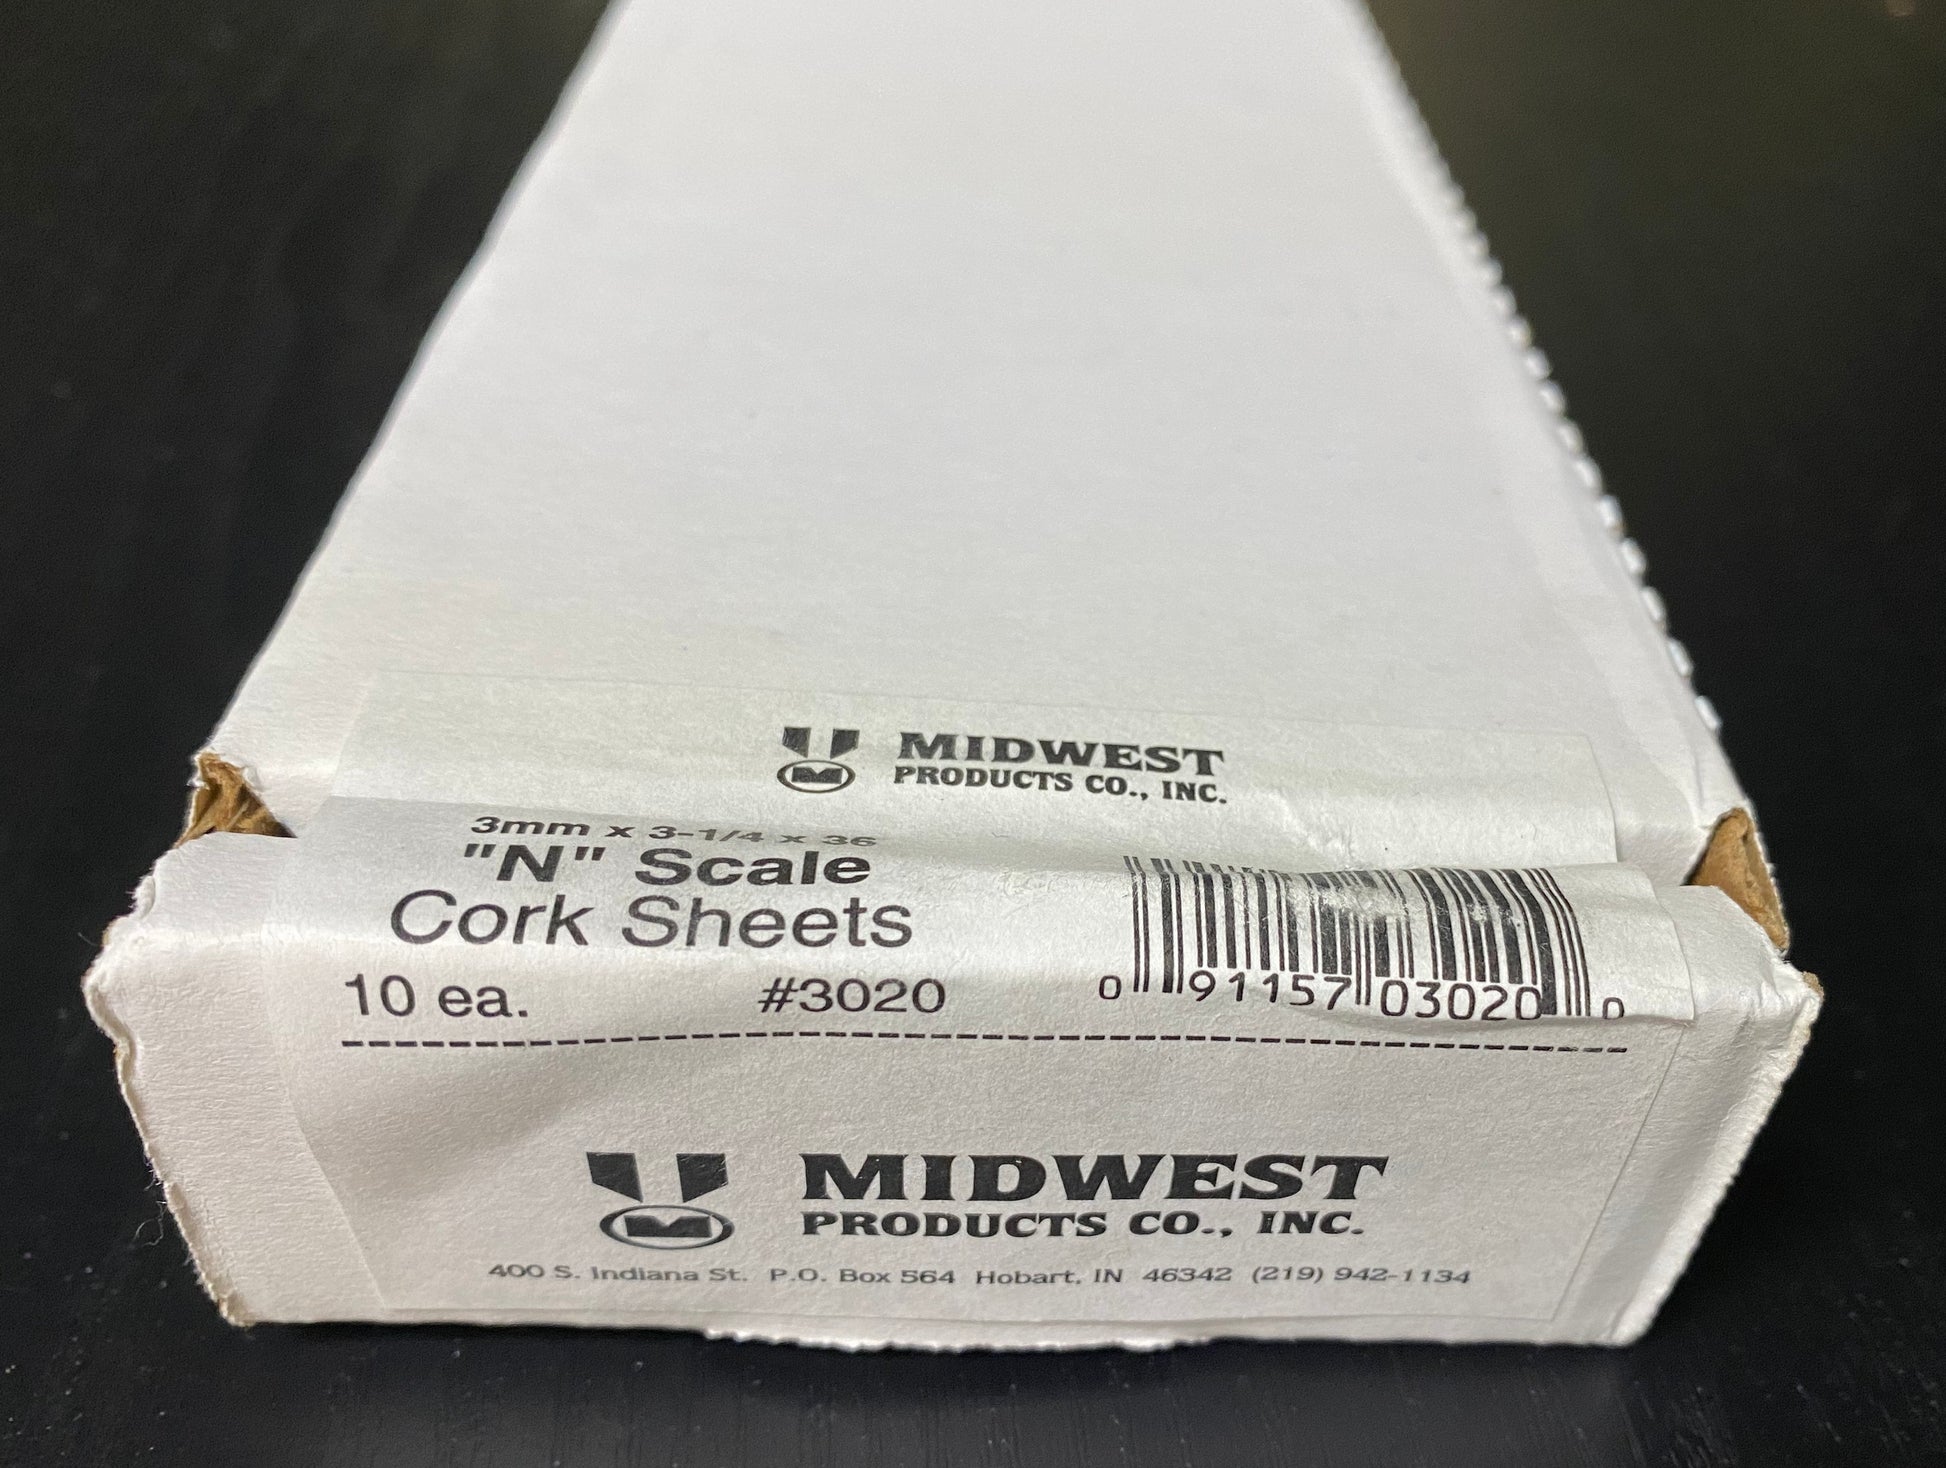 MIDWEST
PRODUCTS CO., INC.
3mm x 3-1/4 x 36
"N" Scale
Cork Sheets
10 ea. #3020
0 91157 03020 0
MIDWEST
PRODUCTS CO., INC.
400 S. Indiana St. P.O. Box 564 Hobart, IN 46342 (219) 942-1134